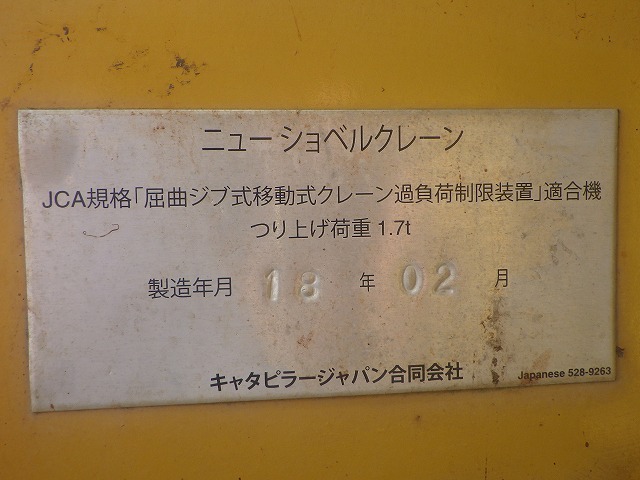 ニューショベルクレーン
JCA規格「屈曲ジブ式移動式クレーン過負荷制限装置」適合機
つり上げ荷重 1.7t
製造年月 18 年 02 月
キャタピラージャパン合同会社
Japanese 528-9263